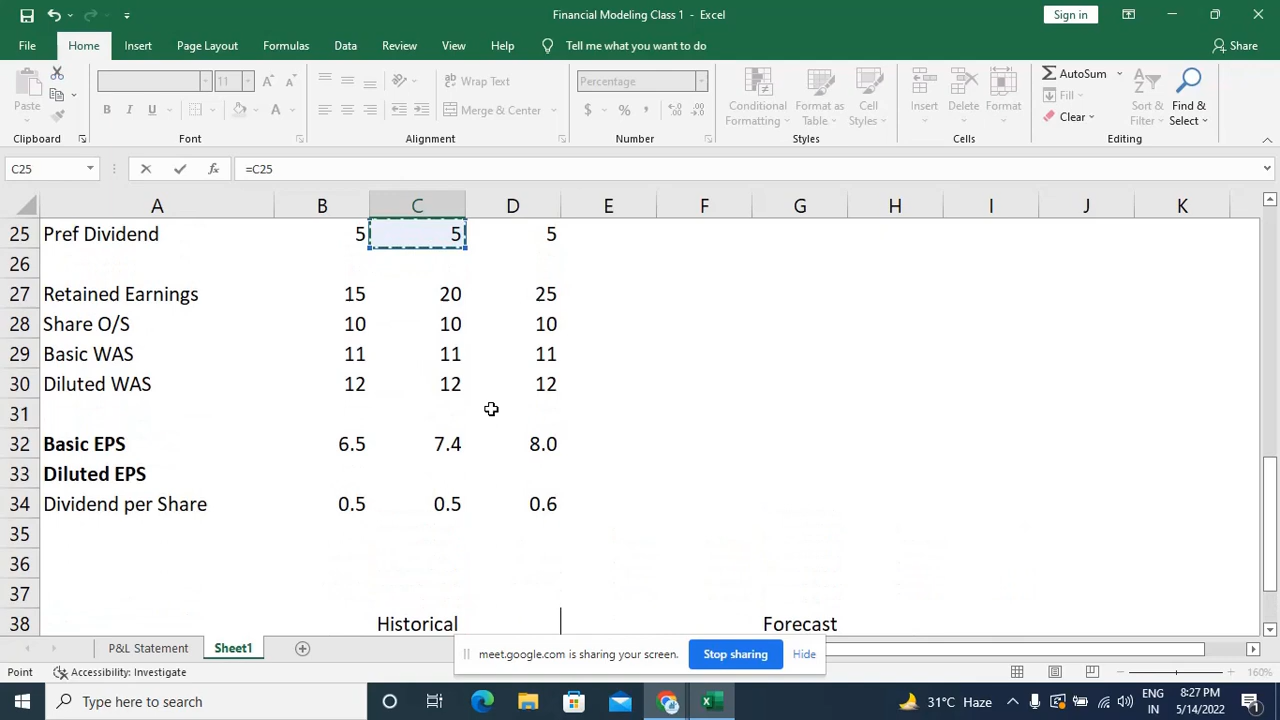 Financial Modeling Class 1 - Excel
Sign in
File Home Insert Page Layout Formulas Data Review View Help Tell me what you want to do Share
Paste
11
B I U
A
Wrap Text
Merge & Center
Percentage
$ % ,
Conditional Formatting
Format as Table
Cell Styles
Insert Delete Format
AutoSum
Fill
Clear
Sort & Filter
Find & Select
Clipboard Font Alignment Number Styles Cells Editing
C25 fx =C25
A B C D E F G H I J K
25 Pref Dividend 5 5 5
26
27 Retained Earnings 15 20 25
28 Share O/S 10 10 10
29 Basic WAS 11 11 11
30 Diluted WAS 12 12 12
31
32 Basic EPS 6.5 7.4 8.0
33 Diluted EPS
34 Dividend per Share 0.5 0.5 0.6
35
36
37
38 Historical Forecast
P&L Statement Sheet1
meet.google.com is sharing your screen. Stop sharing Hide
Point Accessibility: Investigate 160%
Type here to search
31°C Haze
ENG
IN
8:27 PM
5/14/2022
1